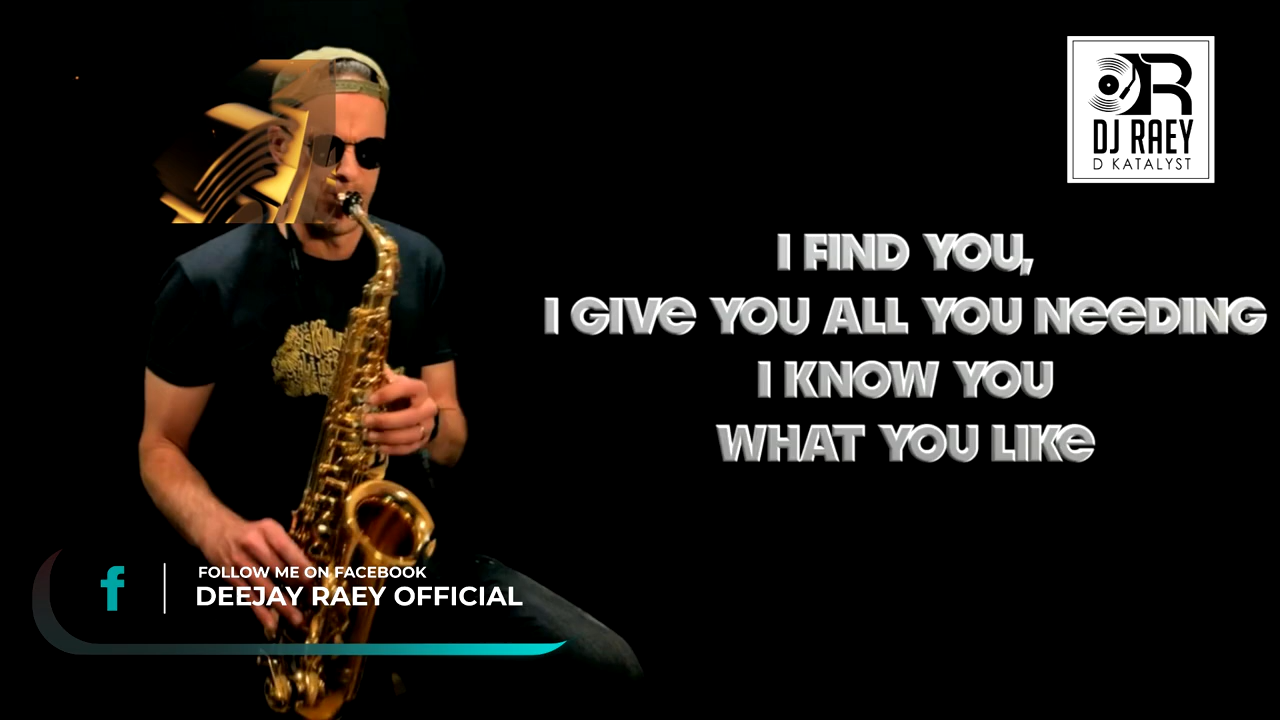 DJ RAEY
D KATALYST
I FIND YOU,
I GIVE YOU ALL YOU NEEDING
I KNOW YOU
WHAT YOU LIKE
FOLLOW ME ON FACEBOOK
DEEJAY RAEY OFFICIAL